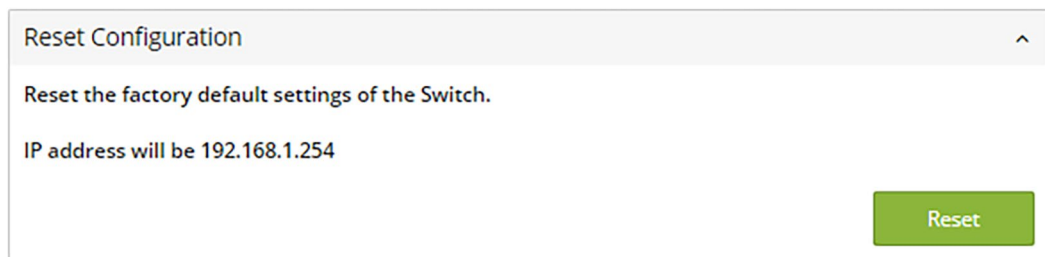 Reset Configuration
Reset the factory default settings of the Switch.
IP address will be 192.168.1.254
Reset